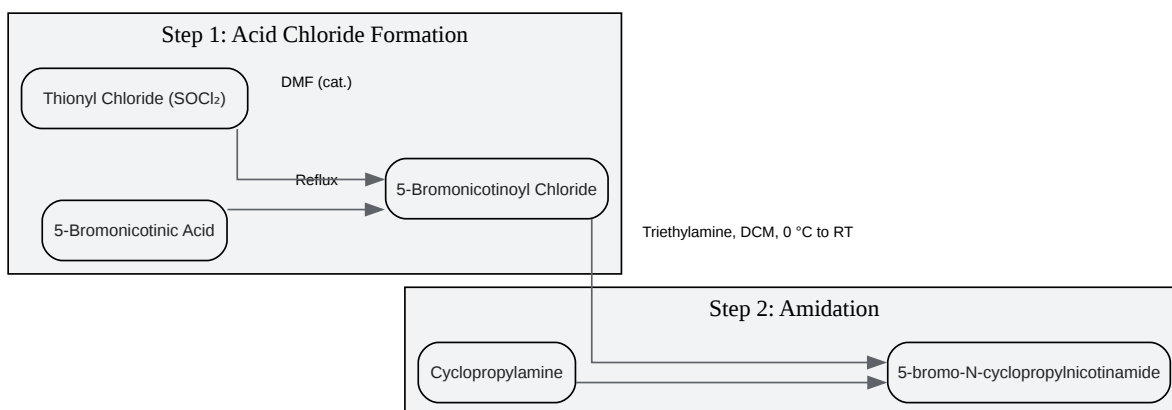 Step 1: Acid Chloride Formation
Thionyl Chloride (SOCl₂)
DMF (cat.)
Reflux
5-Bromonicotinoyl Chloride
5-Bromonicotinic Acid
Triethylamine, DCM, 0 °C to RT
Step 2: Amidation
Cyclopropylamine
5-bromo-N-cyclopropylnicotinamide